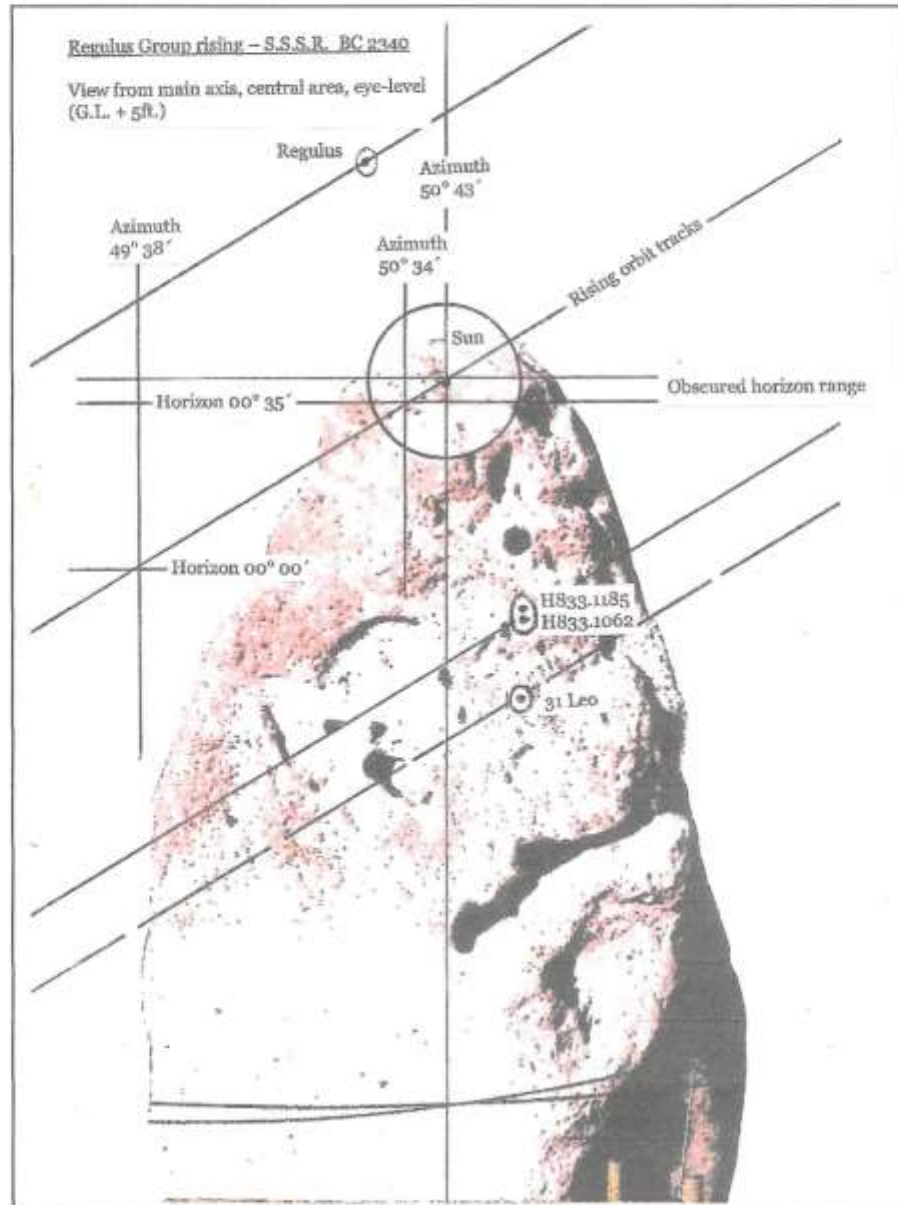 Regulus Group rising – S.S.S.R. BC 2340
View from main axis, central area, eye-level
(G.L. + 5ft.)
Regulus
Azimuth
50° 43´
Azimuth
49° 38´
Azimuth
50° 34´
Rising orbit tracks
Sun
Horizon 00° 35´
Obscured horizon range
Horizon 00° 00´
H833.1185
H833.1062
31 Leo